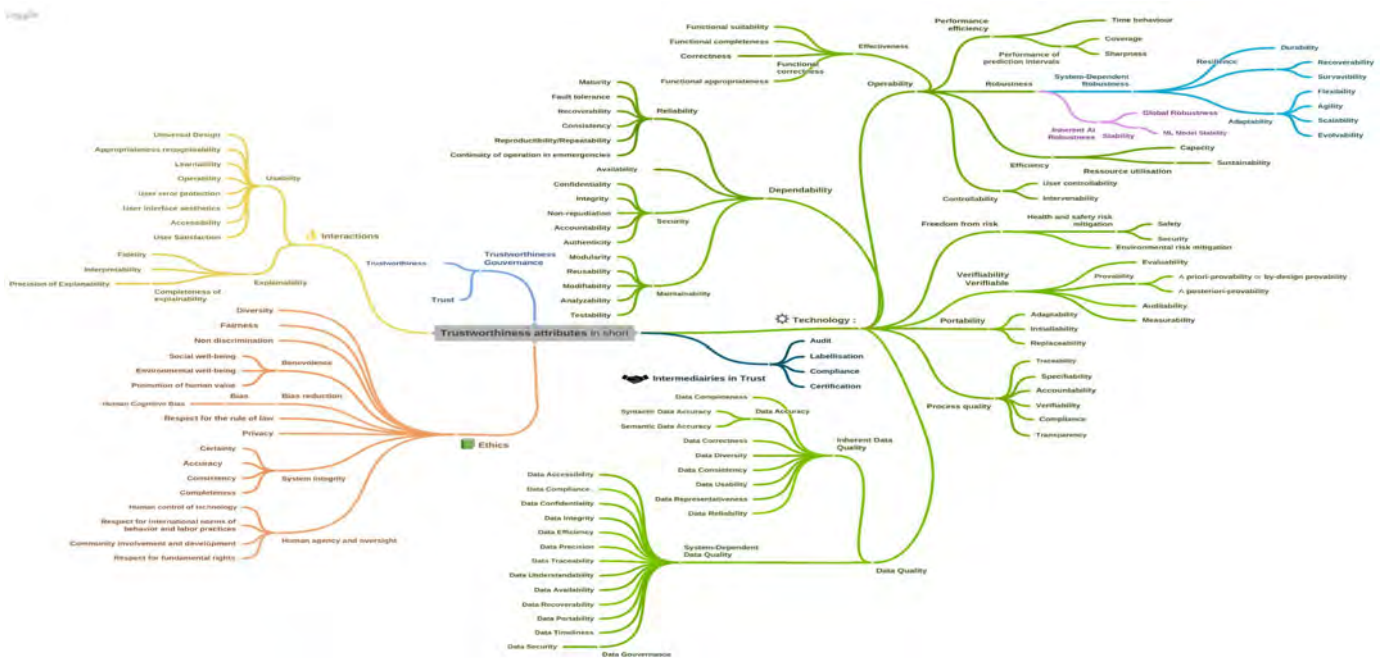 Functional suitability
Functional completeness
Correctness
Functional
correctness
Functional appropriateness
Effectiveness
Performance
efficiency
Time behaviour
Coverage
Sharpness
Performance of
prediction intervals
Operability
Robustness
System-Dependent
Robustness
Resilience
Durability
Recoverability
Survavibility
Flexibility
Agility
Scalability
Evolvability
Adaptability
Global Robustness
Inherent AI
Robustness
Stability
ML Model Stability
Capacity
Efficiency
Ressource utilisation
Sustainability
Controllability
User controllability
Intervenability
Maturity
Fault tolerance
Recoverability
Consistency
Reproductibility/Repeatability
Continuity of operation in emmergencies
Reliability
Availability
Dependability
Confidentiality
Integrity
Non-repudiation
Accountability
Authenticity
Security
Modularity
Reusability
Modifiability
Analyzability
Testability
Maintainability
Universal Design
Appropriateness recognisability
Learnability
Operability
User error protection
User interface aesthetics
Accessibility
User Satisfaction
Usability
Interactions
Fidelity
Interpretability
Precision of Explainability
Completeness of
explainability
Explainability
Trustworthiness
Trust
Trustworthiness
Gouvernance
Freedom from risk
Health and safety risk
mitigation
Safety
Security
Environmental risk mitigation
Verifiability
Verifiable
Evaluability
Provability
A priori-provability or by-design provability
A posteriori-provability
Auditability
Measurability
Technology :
Portability
Adaptability
Replaceability
Process quality
Traceability
Specifiability
Accountability
Verifiability
Compliance
Transparency
Trustworthiness attributes in short
Audit
Labellisation
Compliance
Certification
Intermediairies in Trust
Diversity
Fairness
Non discrimination
Social well-being
Environmental well-being
Promotion of human value
Benevolence
Human Cognitive Bias
Bias
Bias reduction
Respect for the rule of law
Privacy
Ethics
Certainty
Accuracy
Consistency
Completeness
System integrity
Human control of technology
Respect for international norms of
behavior and labor practices
Community involvement and development
Respect for fundamental rights
Human agency and oversight
Data Completeness
Syntactic Data Accuracy
Semantic Data Accuracy
Data Accuracy
Data Correctness
Data Diversity
Data Consistency
Data Usability
Data Representativeness
Data Reliability
Inherent Data
Quality
Data Accessibility
Data Compliance
Data Confidentiality
Data Integrity
Data Efficiency
Data Precision
Data Traceability
Data Understandability
Data Availability
Data Recoverability
Data Portability
Data Timeliness
Data Security
Data Gouvernance
System-Dependent
Data Quality
Data Quality